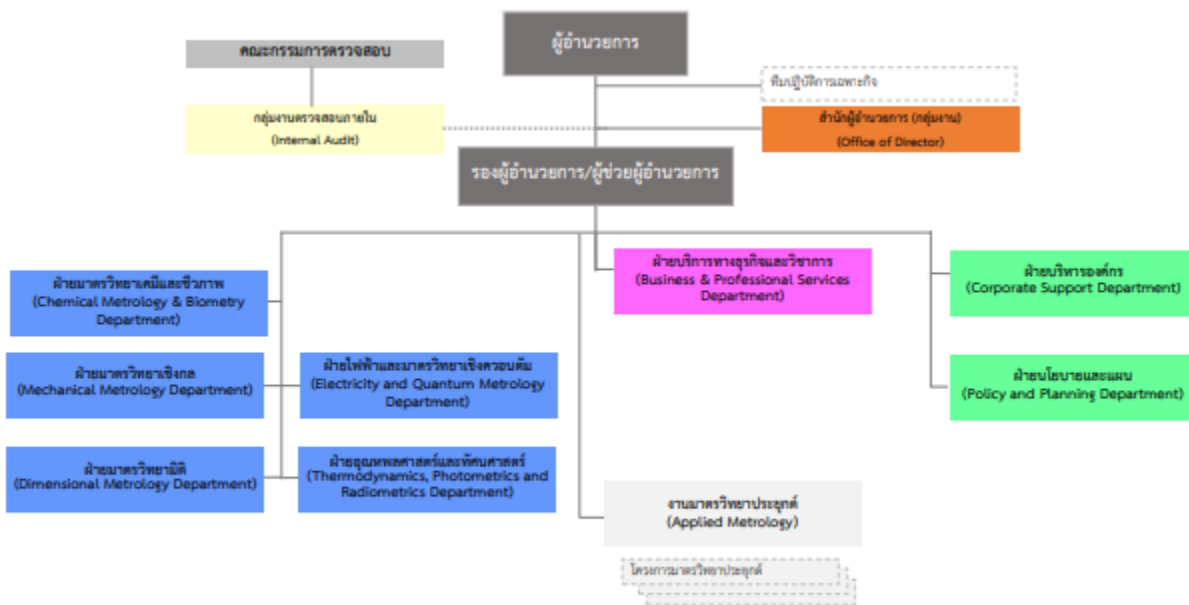 ผู้อำนวยการ
คณะกรรมการตรวจสอบ
ทีมปฏิบัติการเฉพาะกิจ
กลุ่มงานตรวจสอบภายใน
(Internal Audit)
สำนักผู้อำนวยการ (กลุ่มงาน)
(Office of Director)
รองผู้อำนวยการ/ผู้ช่วยผู้อำนวยการ
ฝ่ายมาตรวิทยาเคมีและชีวภาพ
(Chemical Metrology & Biometry
Department)
ฝ่ายบริการทางธุรกิจและวิชาการ
(Business & Professional Services
Department)
ฝ่ายบริหารองค์กร
(Corporate Support Department)
ฝ่ายมาตรวิทยาเชิงกล
(Mechanical Metrology Department)
ฝ่ายไฟฟ้าและมาตรวิทยาเชิงควอนตัม
(Electricity and Quantum Metrology
Department)
ฝ่ายนโยบายและแผน
(Policy and Planning Department)
ฝ่ายมาตรวิทยามิติ
(Dimensional Metrology Department)
ฝ่ายอุณหพลศาสตร์และทัศนศาสตร์
(Thermodynamics, Photometrics and
Radiometrics Department)
งานมาตรวิทยาประยุกต์
(Applied Metrology)
โครงการมาตรวิทยาประยุกต์